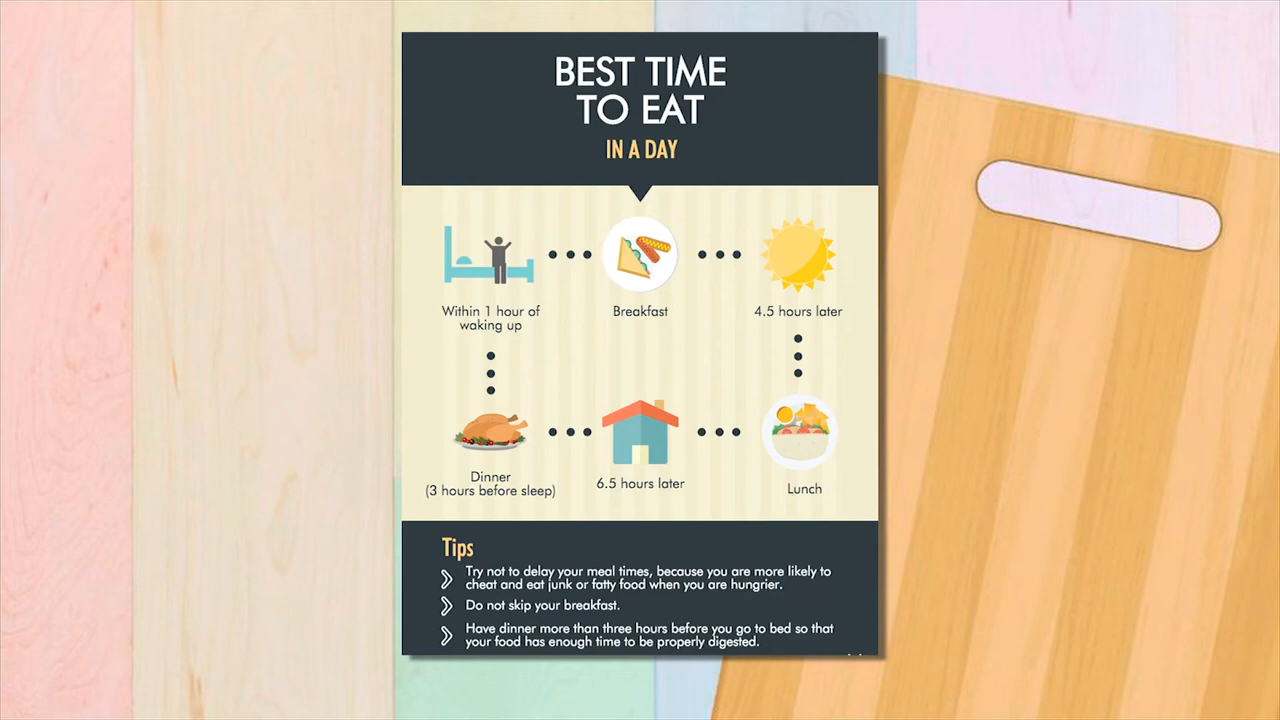 BEST TIME
TO EAT
IN A DAY
Within 1 hour of
waking up
Breakfast
4.5 hours later
Dinner
(3 hours before sleep)
6.5 hours later
Lunch
Tips
Try not to delay your meal times, because you are more likely to
cheat and eat junk or fatty food when you are hungrier.
Do not skip your breakfast.
Have dinner more than three hours before you go to bed so that
your food has enough time to be properly digested.